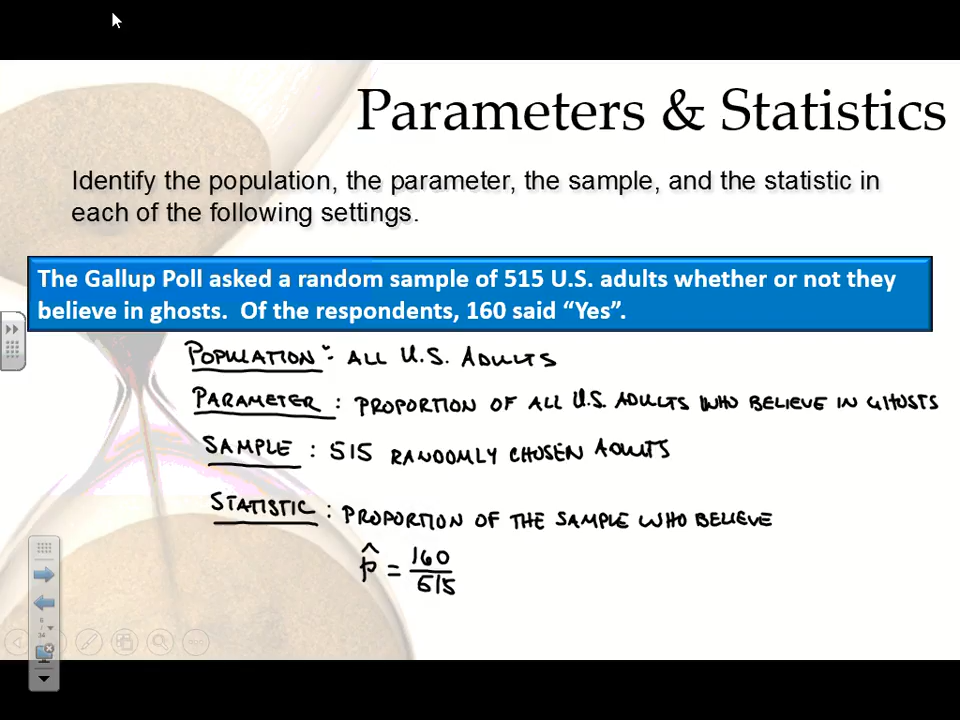 Parameters & Statistics
Identify the population, the parameter, the sample, and the statistic in
each of the following settings.
The Gallup Poll asked a random sample of 515 U.S. adults whether or not they
believe in ghosts. Of the respondents, 160 said “Yes”.
POPULATION: ALL U.S. ADULTS
PARAMETER: PROPORTION OF ALL U.S. ADULTS WHO BELIEVE IN GHOSTS
SAMPLE: 515 RANDOMLY CHOSEN ADULTS
STATISTIC: PROPORTION OF THE SAMPLE WHO BELIEVE
p̂ = 160/515
6
/
34